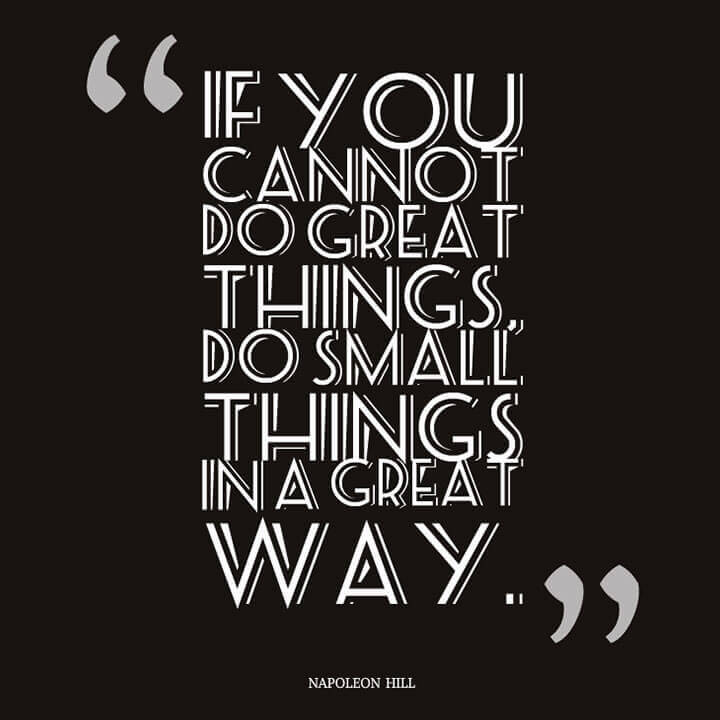 “IF YOU
CANNOT
DO GREAT
THINGS,
DO SMALL
THINGS
IN A GREAT
WAY.”
NAPOLEON HILL